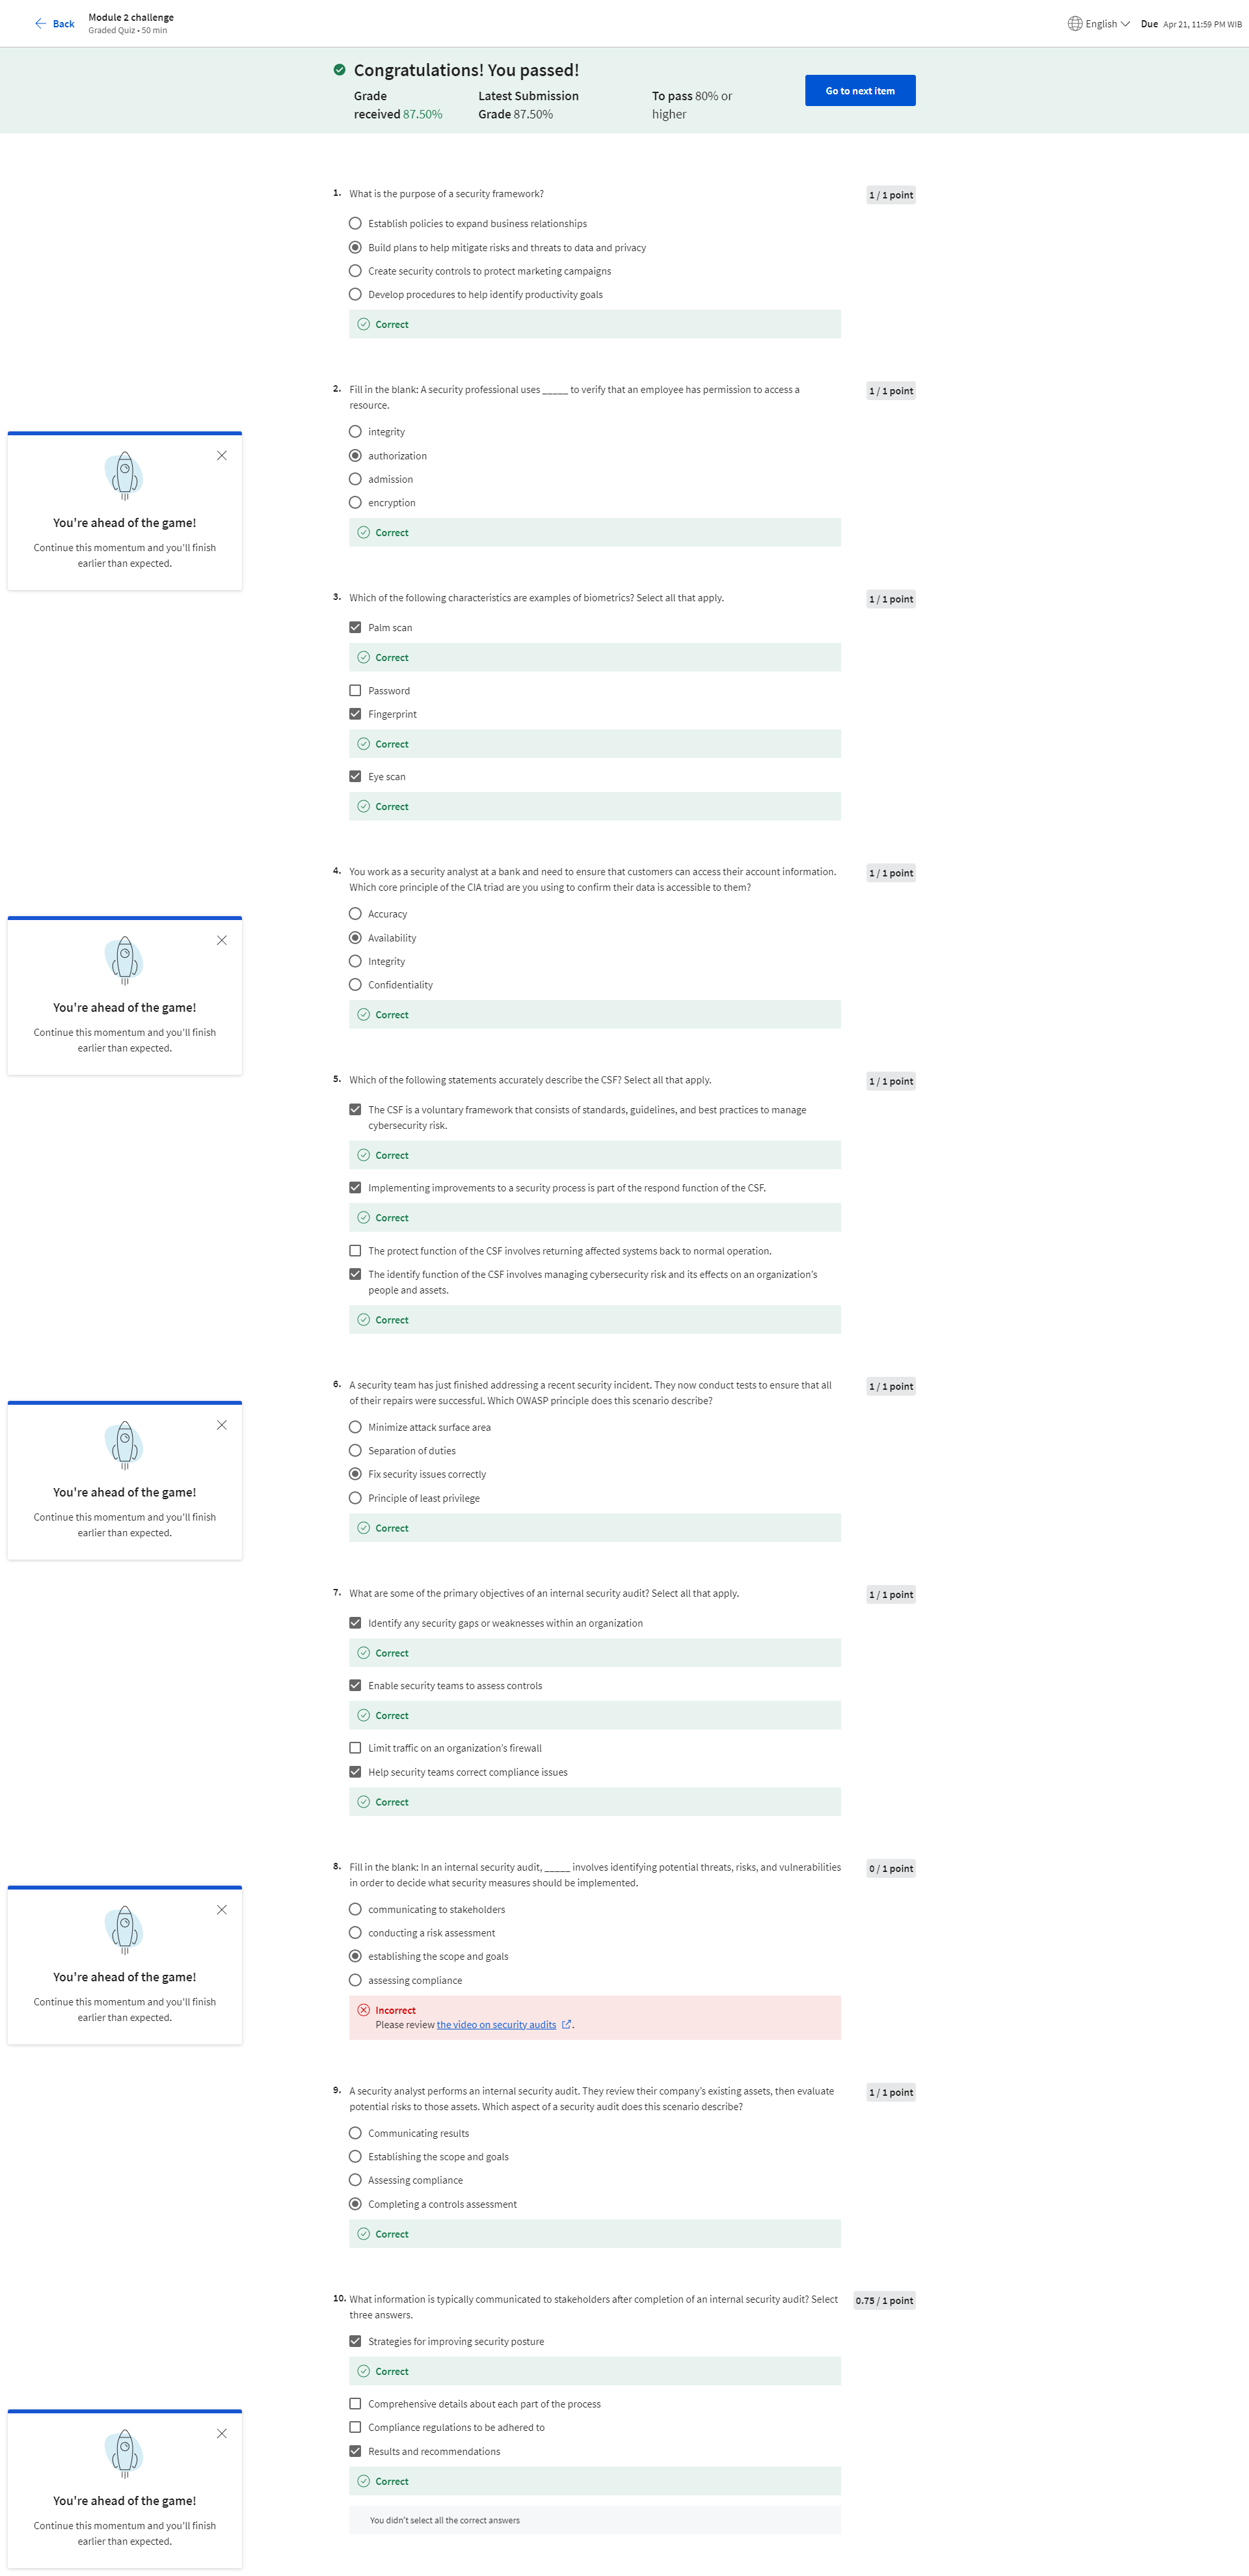 Back
Module 2 challenge
Graded Quiz • 50 min
English
Due Apr 21, 11:59 PM WIB
Congratulations! You passed!
Grade
received 87.50%
Latest Submission
Grade 87.50%
To pass 80% or
higher
Go to next item
1. What is the purpose of a security framework?
1 / 1 point
Establish policies to expand business relationships
Build plans to help mitigate risks and threats to data and privacy
Create security controls to protect marketing campaigns
Develop procedures to help identify productivity goals
Correct
2. Fill in the blank: A security professional uses _____ to verify that an employee has permission to access a
resource.
1 / 1 point
integrity
authorization
admission
encryption
Correct
You're ahead of the game!
Continue this momentum and you'll finish
earlier than expected.
3. Which of the following characteristics are examples of biometrics? Select all that apply.
1 / 1 point
Palm scan
Correct
Password
Fingerprint
Correct
Eye scan
Correct
4. You work as a security analyst at a bank and need to ensure that customers can access their account information.
Which core principle of the CIA triad are you using to confirm their data is accessible to them?
1 / 1 point
Accuracy
Availability
Integrity
Confidentiality
Correct
You're ahead of the game!
Continue this momentum and you'll finish
earlier than expected.
5. Which of the following statements accurately describe the CSF? Select all that apply.
1 / 1 point
The CSF is a voluntary framework that consists of standards, guidelines, and best practices to manage
cybersecurity risk.
Correct
Implementing improvements to a security process is part of the respond function of the CSF.
Correct
The protect function of the CSF involves returning affected systems back to normal operation.
The identify function of the CSF involves managing cybersecurity risk and its effects on an organization's
people and assets.
Correct
6. A security team has just finished addressing a recent security incident. They now conduct tests to ensure that all
of their repairs were successful. Which OWASP principle does this scenario describe?
1 / 1 point
Minimize attack surface area
Separation of duties
Fix security issues correctly
Principle of least privilege
Correct
You're ahead of the game!
Continue this momentum and you'll finish
earlier than expected.
7. What are some of the primary objectives of an internal security audit? Select all that apply.
1 / 1 point
Identify any security gaps or weaknesses within an organization
Correct
Enable security teams to assess controls
Correct
Limit traffic on an organization's firewall
Help security teams correct compliance issues
Correct
8. Fill in the blank: In an internal security audit, _____ involves identifying potential threats, risks, and vulnerabilities
in order to decide what security measures should be implemented.
0 / 1 point
communicating to stakeholders
conducting a risk assessment
establishing the scope and goals
assessing compliance
Incorrect
Please review the video on security audits .
You're ahead of the game!
Continue this momentum and you'll finish
earlier than expected.
9. A security analyst performs an internal security audit. They review their company's existing assets, then evaluate
potential risks to those assets. Which aspect of a security audit does this scenario describe?
1 / 1 point
Communicating results
Establishing the scope and goals
Assessing compliance
Completing a controls assessment
Correct
10. What information is typically communicated to stakeholders after completion of an internal security audit? Select
three answers.
0.75 / 1 point
Strategies for improving security posture
Correct
Comprehensive details about each part of the process
Compliance regulations to be adhered to
Results and recommendations
Correct
You didn't select all the correct answers
You're ahead of the game!
Continue this momentum and you'll finish
earlier than expected.